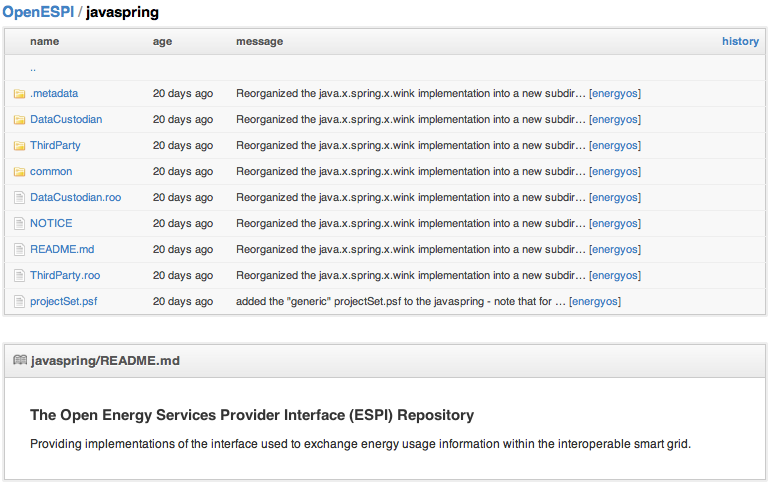 OpenESPI / javaspring
name age message history
..
.metadata 20 days ago Reorganized the java.x.spring.x.wink implementation into a new subdir… [energyos]
DataCustodian 20 days ago Reorganized the java.x.spring.x.wink implementation into a new subdir… [energyos]
ThirdParty 20 days ago Reorganized the java.x.spring.x.wink implementation into a new subdir… [energyos]
common 20 days ago Reorganized the java.x.spring.x.wink implementation into a new subdir… [energyos]
DataCustodian.roo 20 days ago Reorganized the java.x.spring.x.wink implementation into a new subdir… [energyos]
NOTICE 20 days ago Reorganized the java.x.spring.x.wink implementation into a new subdir… [energyos]
README.md 20 days ago Reorganized the java.x.spring.x.wink implementation into a new subdir… [energyos]
ThirdParty.roo 20 days ago Reorganized the java.x.spring.x.wink implementation into a new subdir… [energyos]
projectSet.psf 20 days ago added the "generic" projectSet.psf to the javaspring - note that for … [energyos]
javaspring/README.md
The Open Energy Services Provider Interface (ESPI) Repository
Providing implementations of the interface used to exchange energy usage information within the interoperable smart grid.